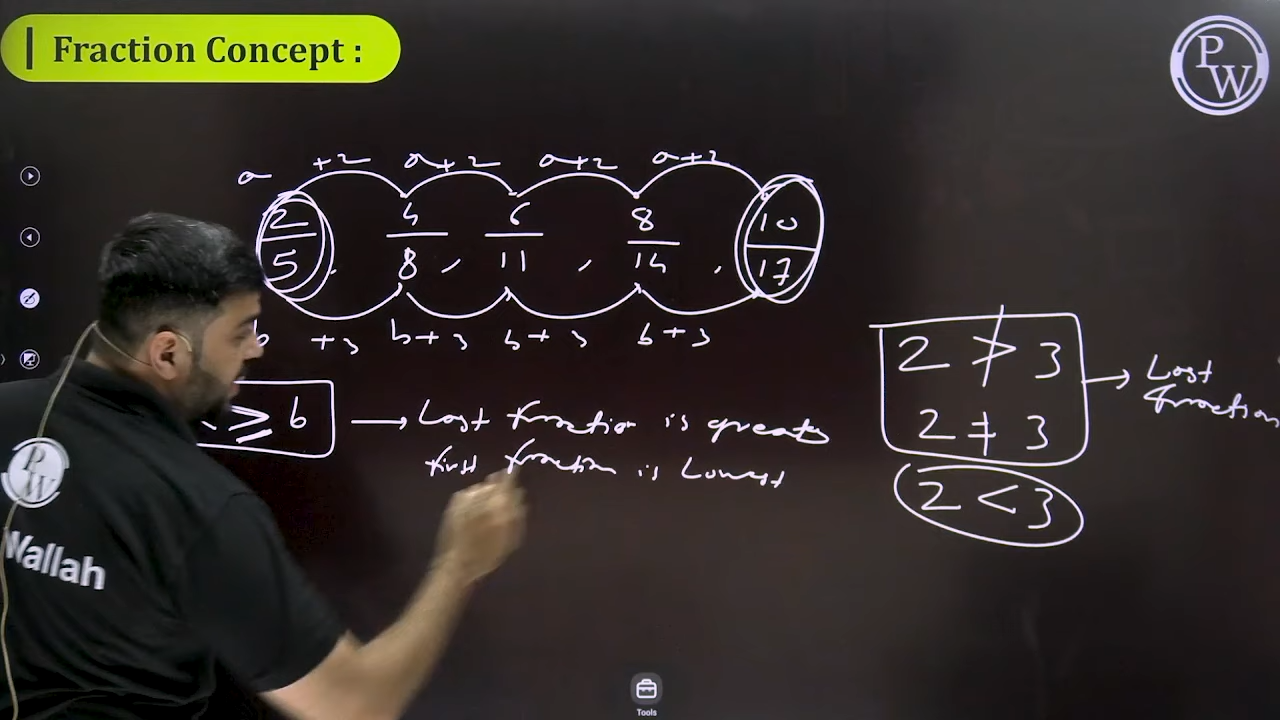 Fraction Concept :
PW
a +2 a+2 a+2 a+2
2/5 , 4/8 , 6/11 , 8/14 , 10/17
b +3 b+3 b+3 b+3
≥ b → Last fraction is greatest
first fraction is Lowest
2 ≯ 3 → Last
fraction
2 ≠ 3
2 < 3
PW
Wallah
Tools